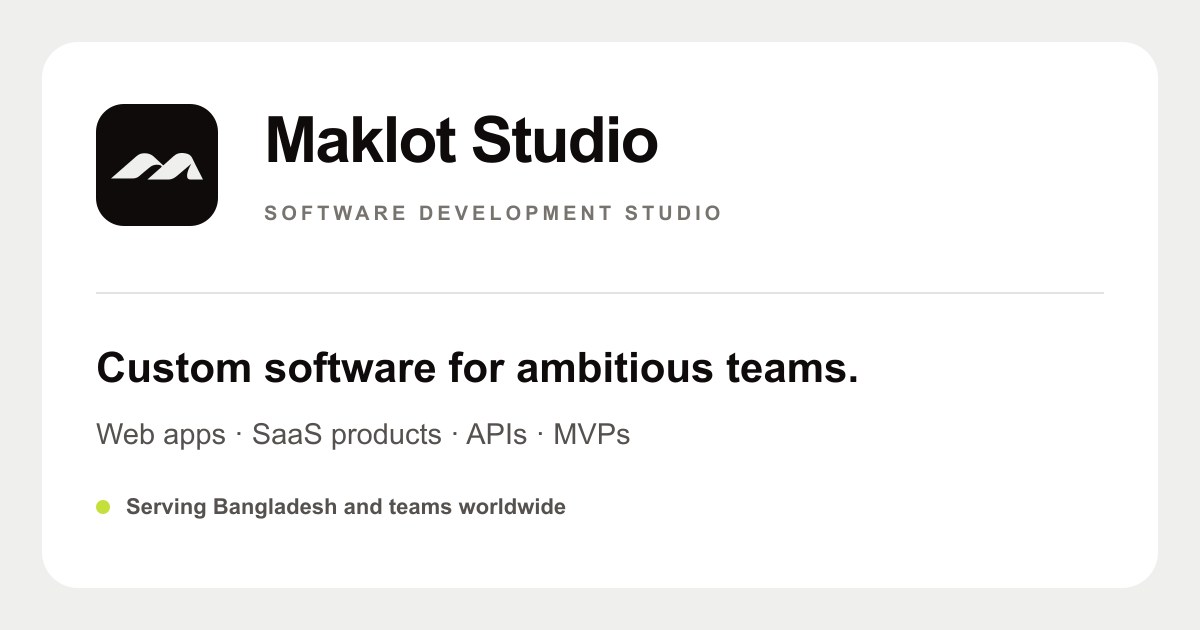 Maklot Studio
SOFTWARE DEVELOPMENT STUDIO
Custom software for ambitious teams.
Web apps · SaaS products · APIs · MVPs
Serving Bangladesh and teams worldwide